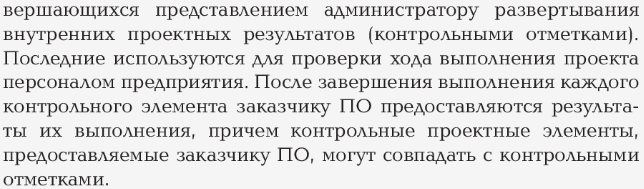 вершающихся представлением администратору развертывания
внутренних проектных результатов (контрольными отметками).
Последние используются для проверки хода выполнения проекта
персоналом предприятия. После завершения выполнения каждого
контрольного элемента заказчику ПО предоставляются результа-
ты их выполнения, причем контрольные проектные элементы,
предоставляемые заказчику ПО, могут совпадать с контрольными
отметками.